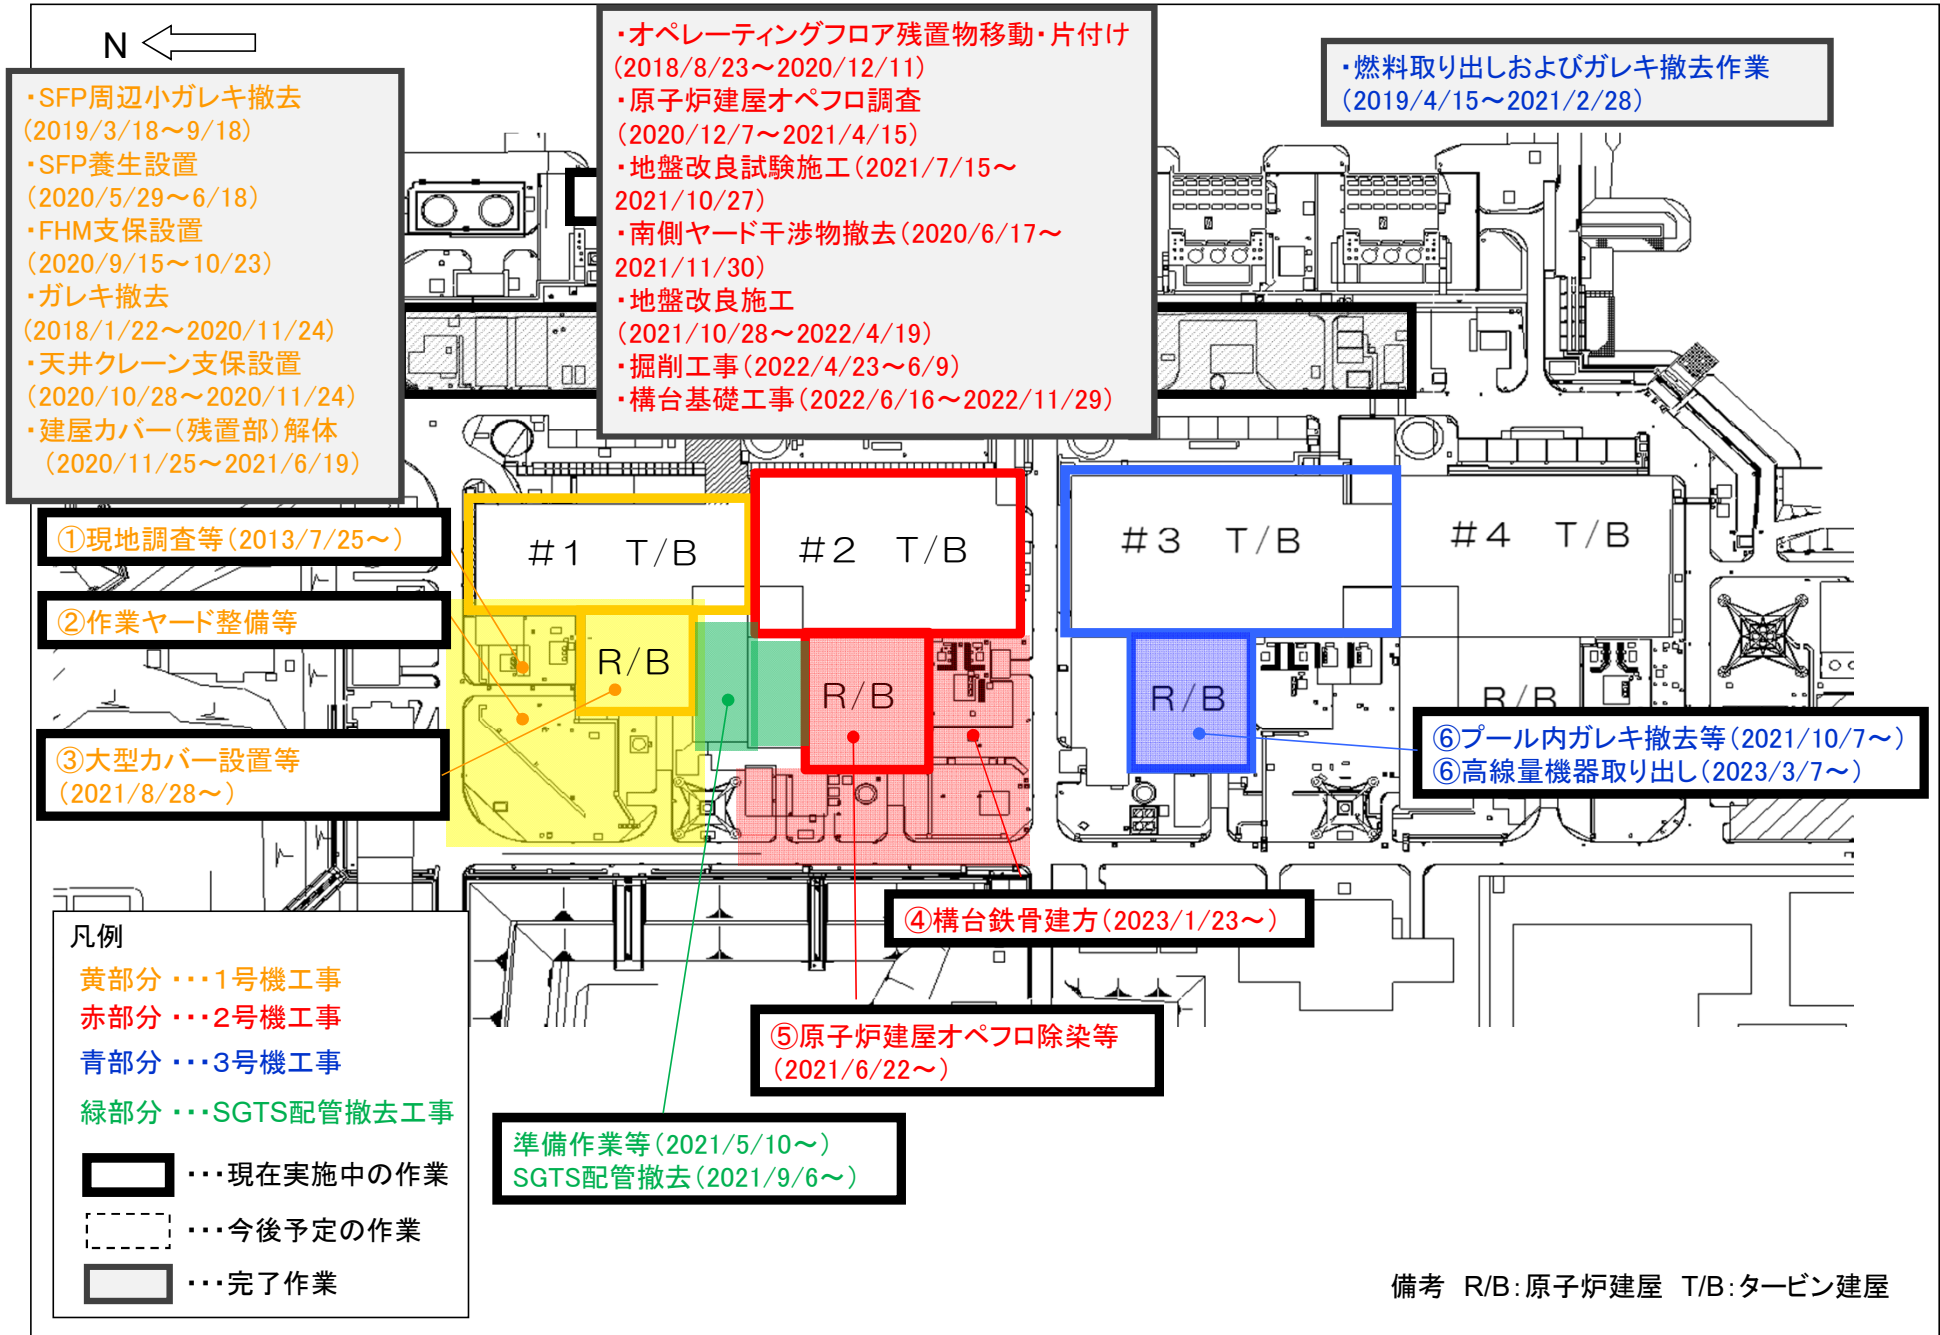 N
・SFP周辺小ガレキ撤去
(2019/3/18～9/18)
・SFP養生設置
(2020/5/29～6/18)
・FHM支保設置
(2020/9/15～10/23)
・ガレキ撤去
(2018/1/22～2020/11/24)
・天井クレーン支保設置
(2020/10/28～2020/11/24)
・建屋カバー(残置部)解体
(2020/11/25～2021/6/19)
・オペレーティングフロア残置物移動・片付け
(2018/8/23～2020/12/11)
・原子炉建屋オペフロ調査
(2020/12/7～2021/4/15)
・地盤改良試験施工(2021/7/15～
2021/10/27)
・南側ヤード干渉物撤去(2020/6/17～
2021/11/30)
・地盤改良施工
(2021/10/28～2022/4/19)
・掘削工事(2022/4/23～6/9)
・構台基礎工事(2022/6/16～2022/11/29)
・燃料取り出しおよびガレキ撤去作業
(2019/4/15～2021/2/28)
①現地調査等(2013/7/25～)
②作業ヤード整備等
③大型カバー設置等
(2021/8/28～)
#1 T/B
#2 T/B
#3 T/B
#4 T/B
R/B
R/B
R/B
R/B
⑥プール内ガレキ撤去等(2021/10/7～)
⑥高線量機器取り出し(2023/3/7～)
④構台鉄骨建方(2023/1/23～)
⑤原子炉建屋オペフロ除染等
(2021/6/22～)
準備作業等(2021/5/10～)
SGTS配管撤去(2021/9/6～)
凡例
黄部分 ・・・1号機工事
赤部分 ・・・2号機工事
青部分 ・・・3号機工事
緑部分 ・・・SGTS配管撤去工事
・・・現在実施中の作業
・・・今後予定の作業
・・・完了作業
備考 R/B:原子炉建屋 T/B:タービン建屋